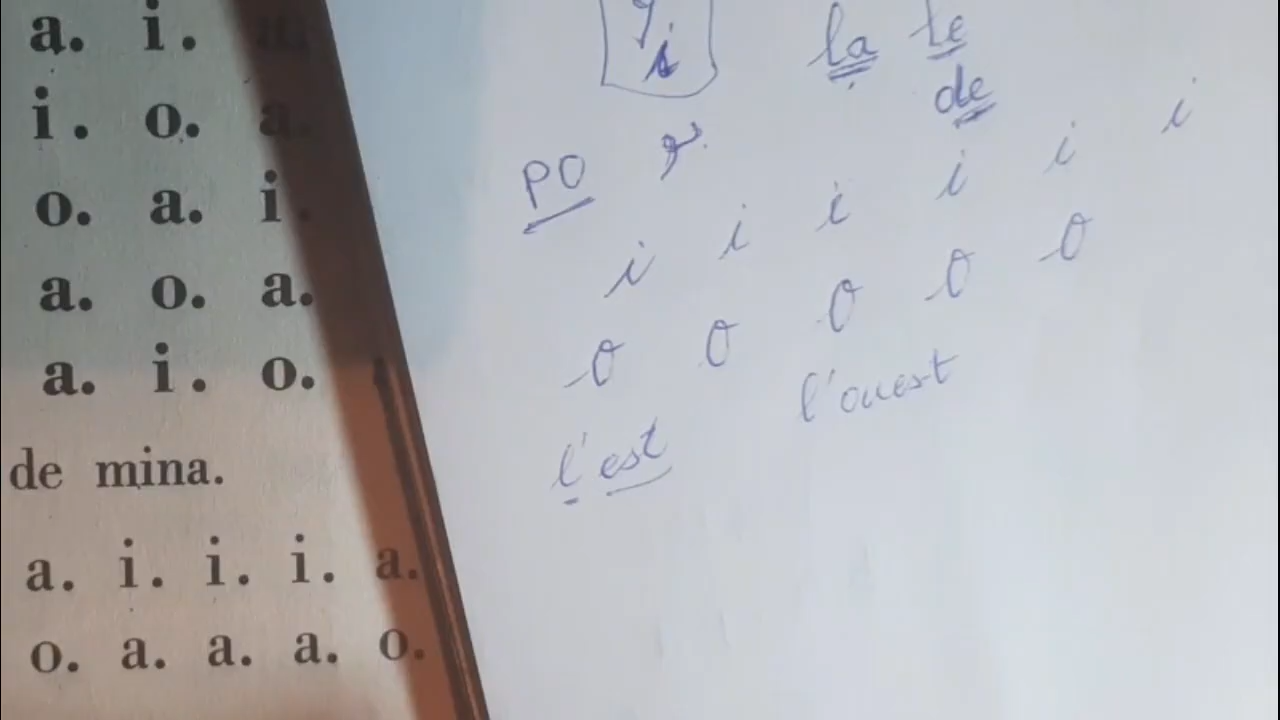 a. i.
i. o. a.
o. a. i.
a. o. a.
a. i. o.
de mina.
a. i. i. i. a.
o. a. a. a. o.
i
la le
de
PO
i i i i i i
o o o o o
l'est l'ouest